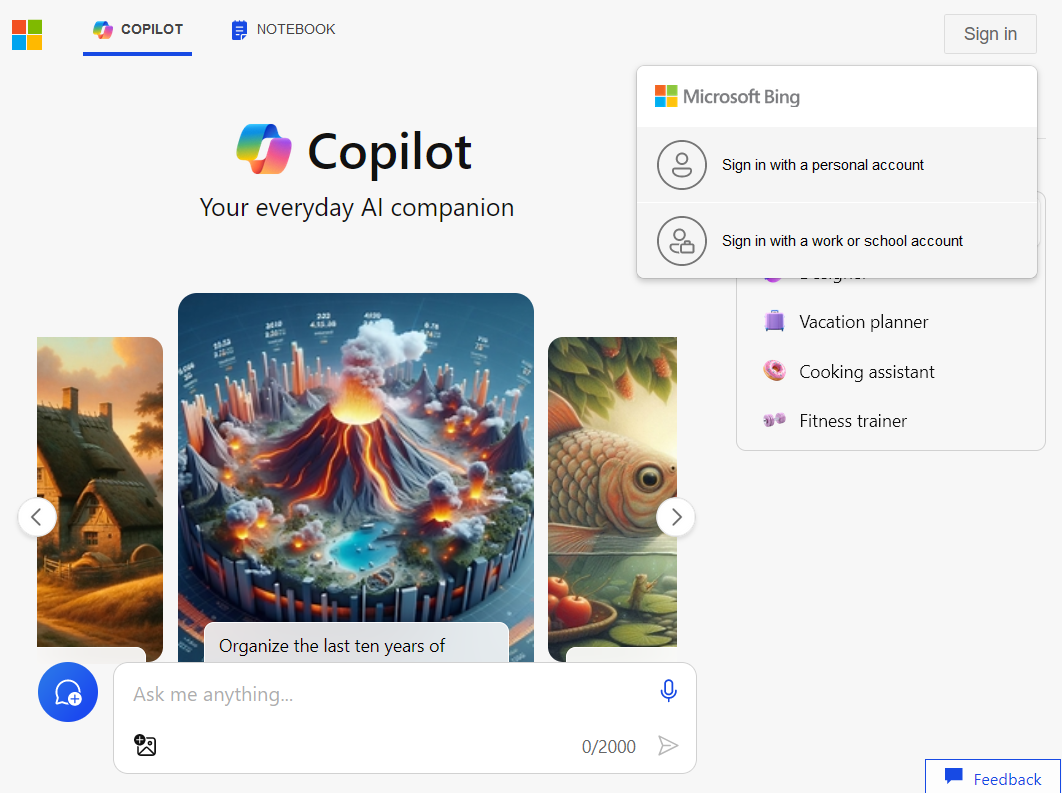 COPILOT
NOTEBOOK
Sign in
Microsoft Bing
Sign in with a personal account
Sign in with a work or school account
Copilot
Your everyday AI companion
Designer
Vacation planner
Cooking assistant
Fitness trainer
Organize the last ten years of
Ask me anything...
0/2000
Feedback